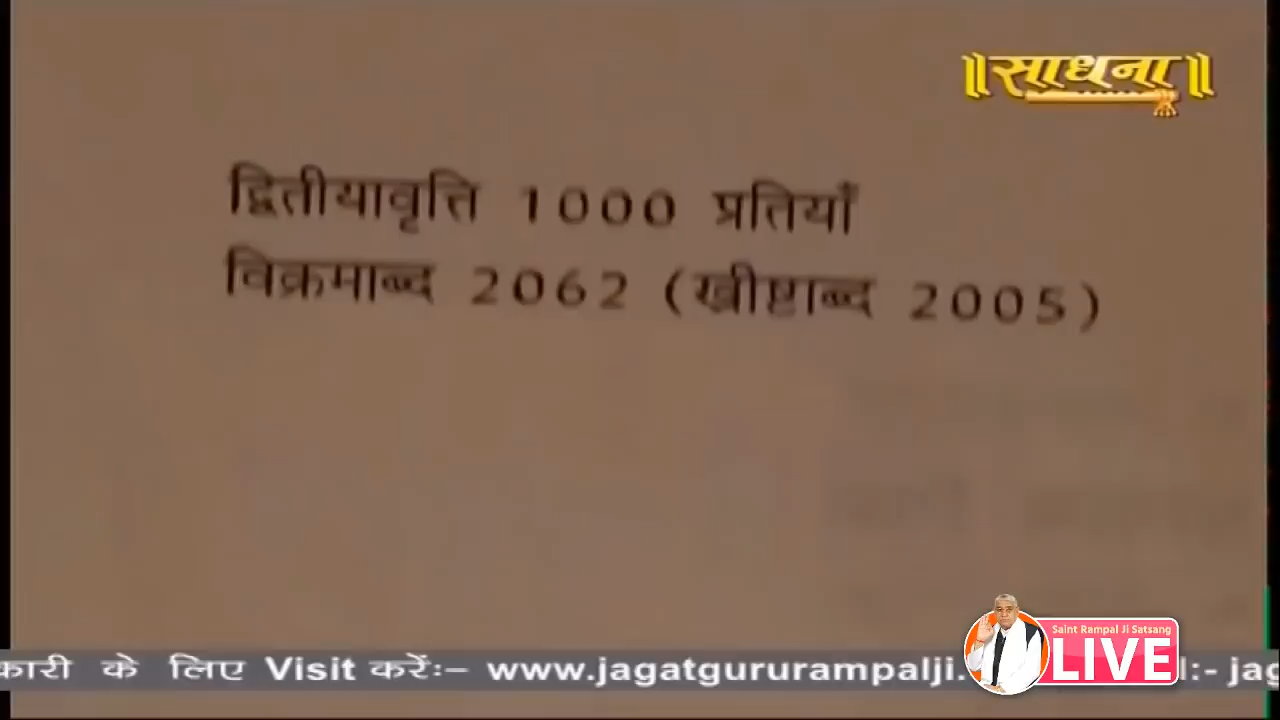 ॥साधना॥
द्वितीयावृत्ति 1000 प्रतियाँ
विक्रमाब्द 2062 (ख्रीष्टाब्द 2005)
Saint Rampal Ji Satsang
LIVE
कारी के लिए Visit करेंः– www.jagatgururampalji.